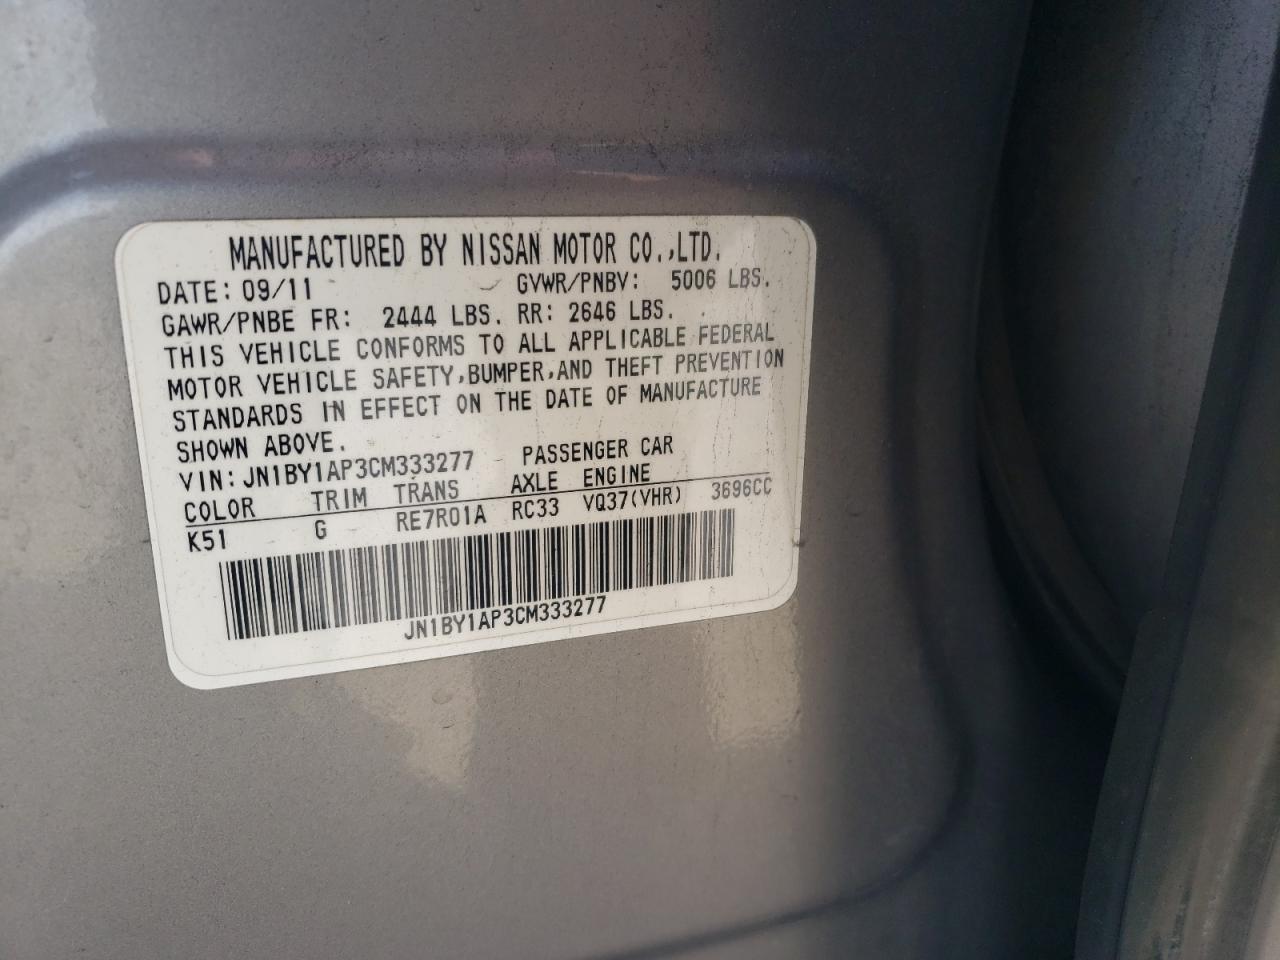 MANUFACTURED BY NISSAN MOTOR CO.,LTD.
DATE: 09/11 GVWR/PNBV: 5006 LBS.
GAWR/PNBE FR: 2444 LBS. RR: 2646 LBS.
THIS VEHICLE CONFORMS TO ALL APPLICABLE FEDERAL
MOTOR VEHICLE SAFETY,BUMPER,AND THEFT PREVENTION
STANDARDS IN EFFECT ON THE DATE OF MANUFACTURE
SHOWN ABOVE.
VIN:JN1BY1AP3CM333277 PASSENGER CAR
COLOR TRIM TRANS AXLE ENGINE
K51 G RE7R01A RC33 VQ37(VHR) 3696CC
JN1BY1AP3CM333277